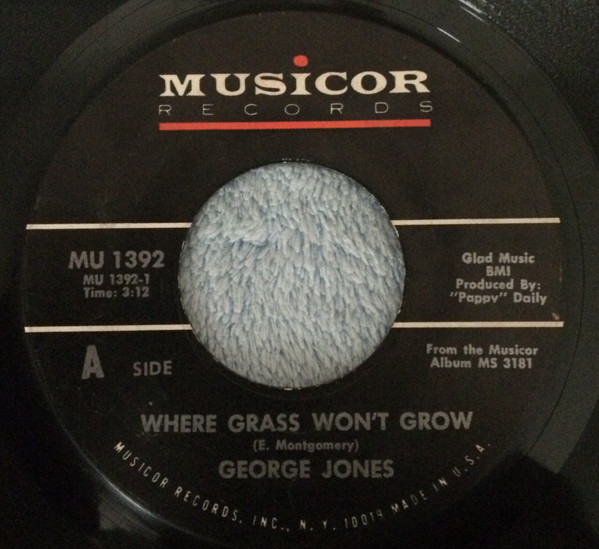 MUSICOR
RECORDS
MU 1392
MU 1392-1
Time: 3:12
Glad Music
BMI
Produced By:
"Pappy" Daily
A SIDE
From the Musicor
Album MS 3181
WHERE GRASS WON'T GROW
(E. Montgomery)
GEORGE JONES
MUSICOR RECORDS, INC., N. Y. 10019 MADE IN U.S.A.